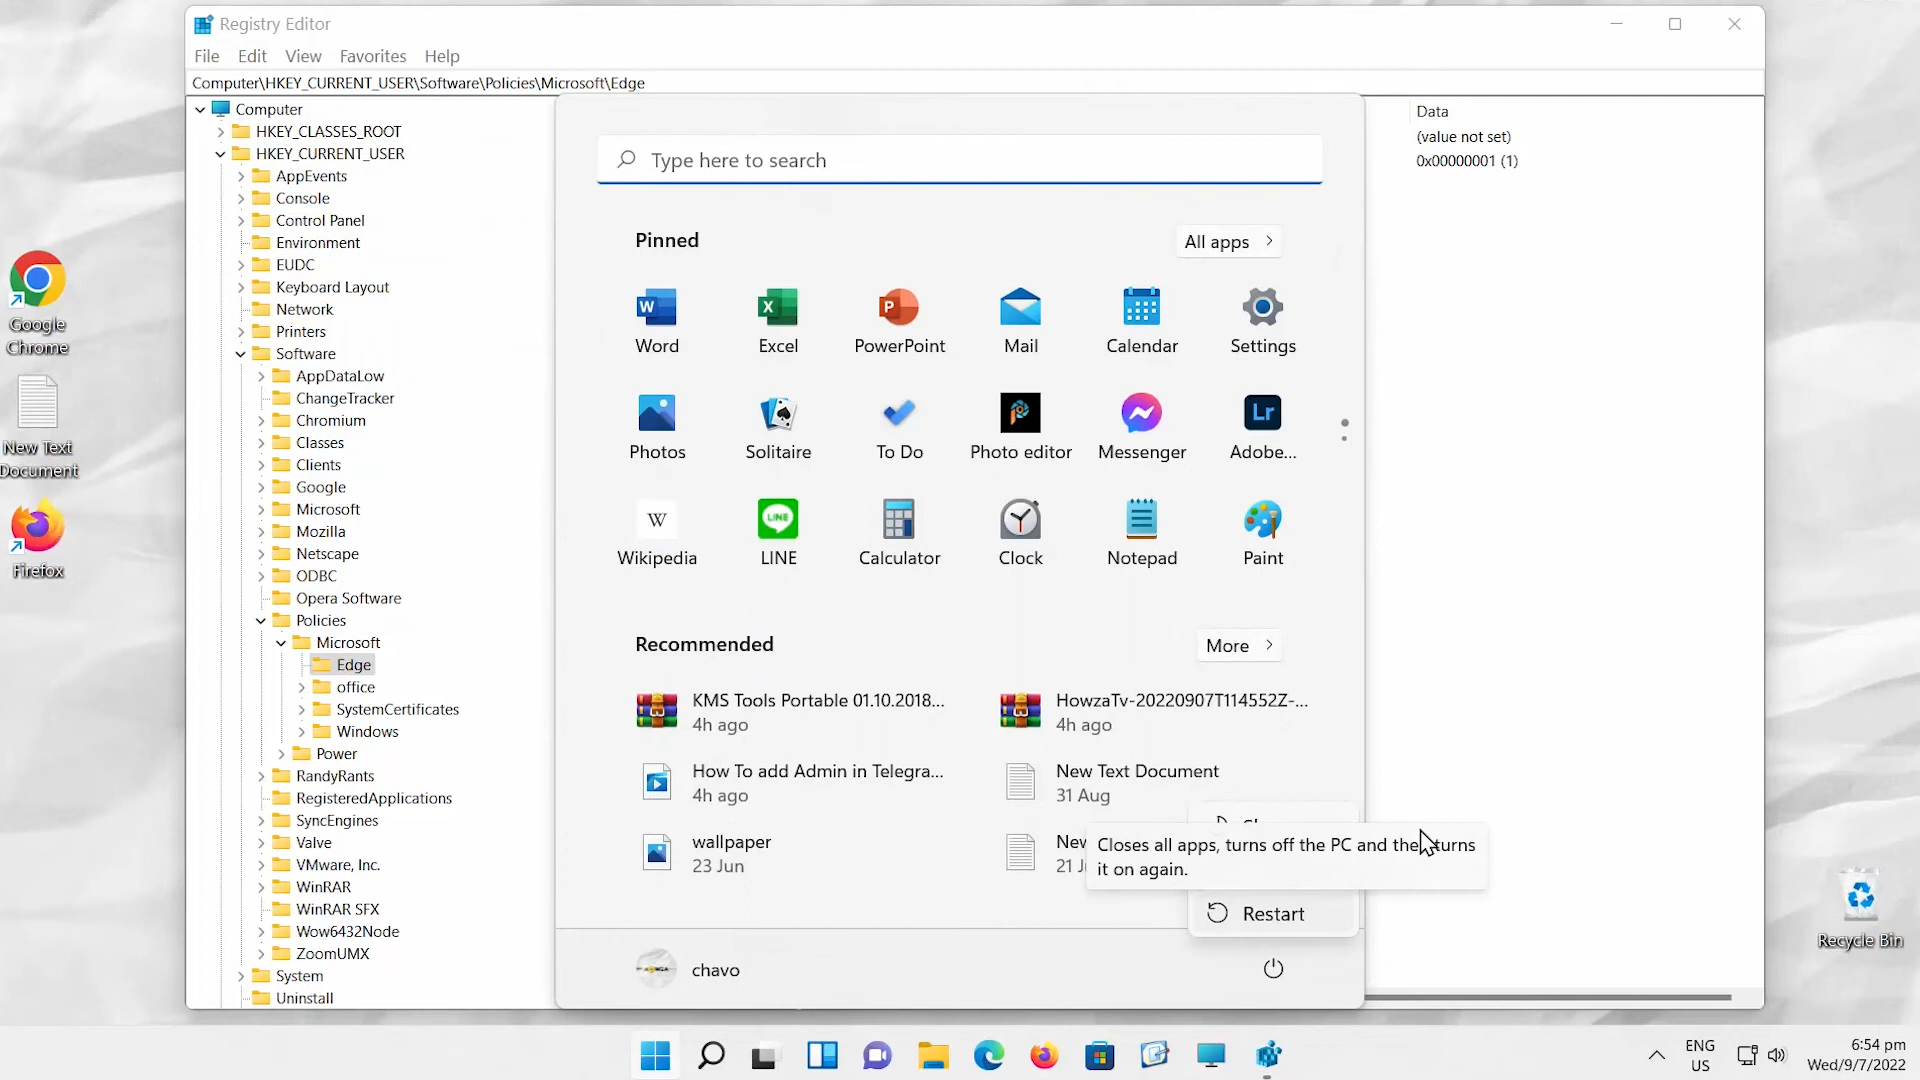 Registry Editor
File Edit View Favorites Help
Computer\HKEY_CURRENT_USER\Software\Policies\Microsoft\Edge
Computer
HKEY_CLASSES_ROOT
HKEY_CURRENT_USER
AppEvents
Console
Control Panel
Environment
EUDC
Keyboard Layout
Network
Printers
Software
AppDataLow
ChangeTracker
Chromium
Classes
Clients
Google
Microsoft
Mozilla
Netscape
ODBC
Opera Software
Policies
Microsoft
Edge
office
SystemCertificates
Windows
Power
RandyRants
RegisteredApplications
SyncEngines
Valve
VMware, Inc.
WinRAR
WinRAR SFX
Wow6432Node
ZoomUMX
System
Uninstall
Data
(value not set)
0x00000001 (1)
Type here to search
Pinned
All apps
Word Excel PowerPoint Mail Calendar Settings
Photos Solitaire To Do Photo editor Messenger Adobe...
Wikipedia LINE Calculator Clock Notepad Paint
Recommended
More
KMS Tools Portable 01.10.2018...
4h ago
HowzaTv-20220907T114552Z-...
4h ago
How To add Admin in Telegra...
4h ago
New Text Document
31 Aug
wallpaper
23 Jun
Closes all apps, turns off the PC and then turns
it on again.
Restart
chavo
Google
Chrome
New Text
Document
Firefox
Recycle Bin
ENG
US
6:54 pm
Wed/9/7/2022